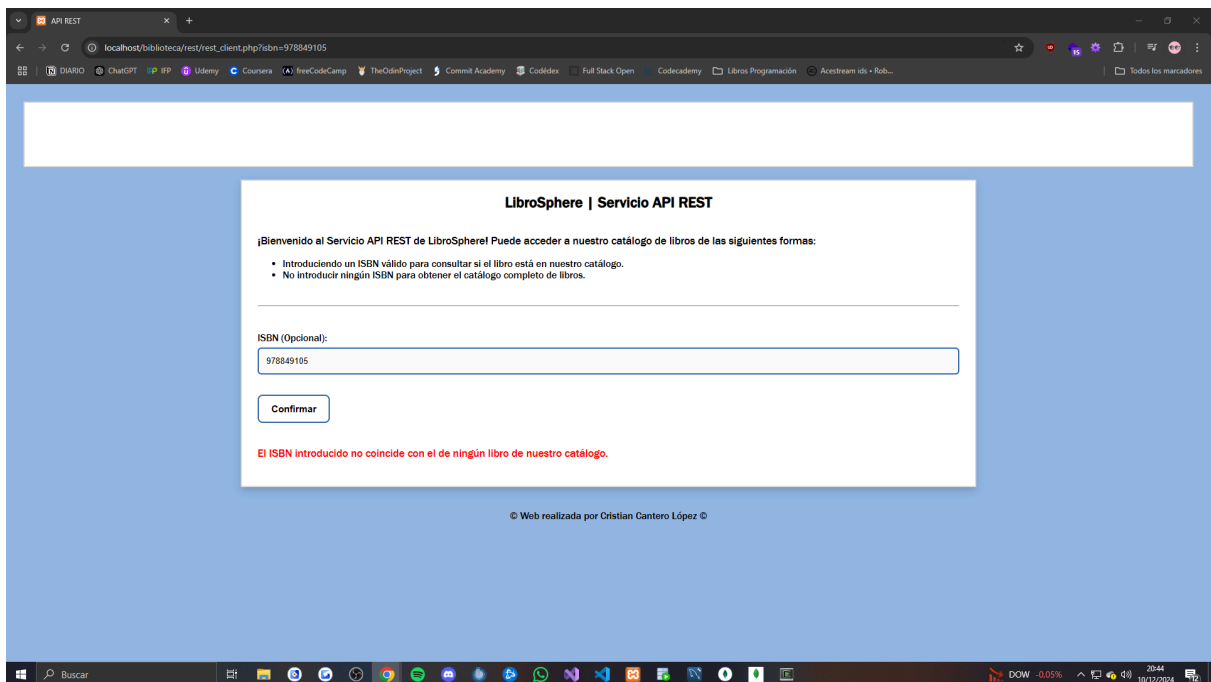 API REST
localhost/biblioteca/rest/rest_client.php?isbn=978849105
DIARIO ChatGPT IFP Udemy Coursera freeCodeCamp TheOdinProject Commit Academy Codédex Full Stack Open Codecademy Libros Programación Acestream ids • Rob... Todos los marcadores
LibroSphere | Servicio API REST
¡Bienvenido al Servicio API REST de LibroSphere! Puede acceder a nuestro catálogo de libros de las siguientes formas:
• Introduciendo un ISBN válido para consultar si el libro está en nuestro catálogo.
• No introducir ningún ISBN para obtener el catálogo completo de libros.
ISBN (Opcional):
978849105
Confirmar
El ISBN introducido no coincide con el de ningún libro de nuestro catálogo.
© Web realizada por Cristian Cantero López ©
Buscar DOW -0,05% 20:44
10/12/2024